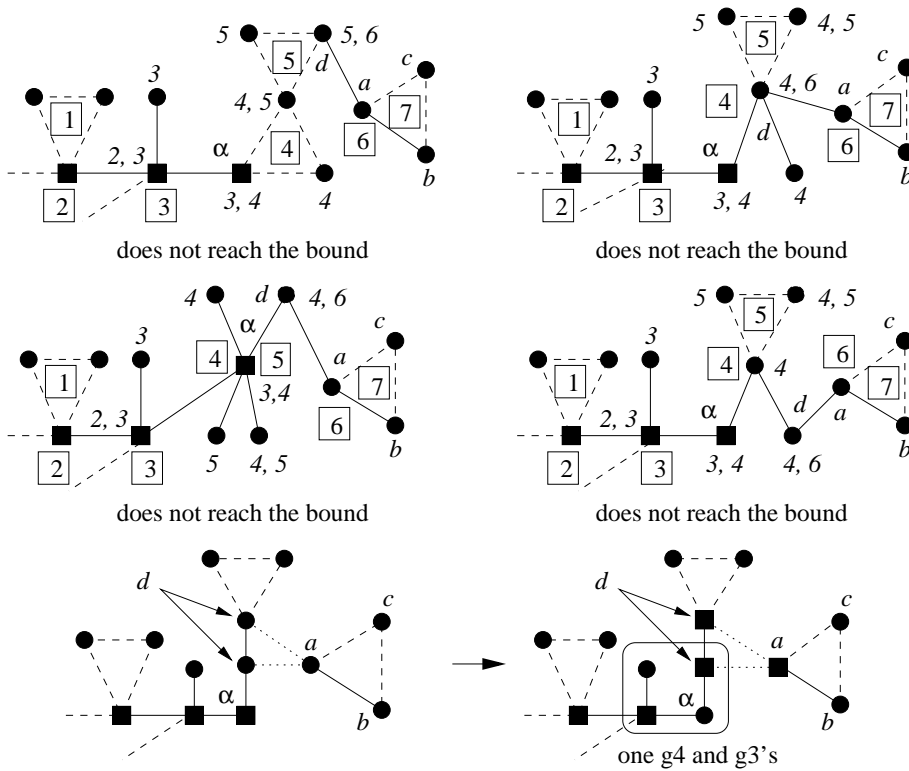 5 5, 6
5 d
3 4, 5 a c
1 4 6 7
2, 3 α b
2 3 3, 4 4
does not reach the bound
5 4, 5
5
3 4 4, 6 a c
1 d 6 7
2, 3 α b
2 3 3, 4 4
does not reach the bound
4 d 4, 6
α c
3 4 5 a
1 3,4 7
2, 3 6 b
2 3 5 4, 5
does not reach the bound
5 4, 5
5 c
3 4 4 6
1 d a 7
2, 3 α b
2 3 3, 4 4, 6
does not reach the bound
d
a c
α b
d
a c
α b
one g4 and g3's